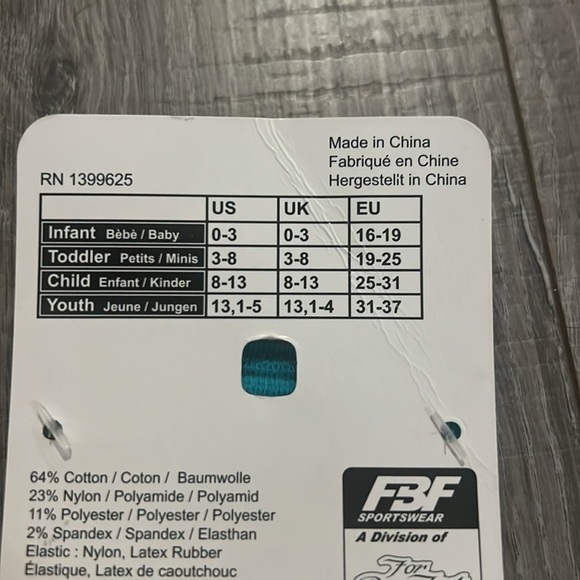 Made in China
Fabriqué en Chine
Hergestellt in China
RN 1399625
US UK EU
Infant Bèbè / Baby 0-3 0-3 16-19
Toddler Petits / Minis 3-8 3-8 19-25
Child Enfant / Kinder 8-13 8-13 25-31
Youth Jeune / Jungen 13,1-5 13,1-4 31-37
64% Cotton / Coton / Baumwolle
23% Nylon / Polyamide / Polyamid
11% Polyester / Polyester / Polyester
2% Spandex / Spandex / Elasthan
Elastic : Nylon, Latex Rubber
Élastique, Latex de caoutchouc
FBF
SPORTSWEAR
A Division of
For